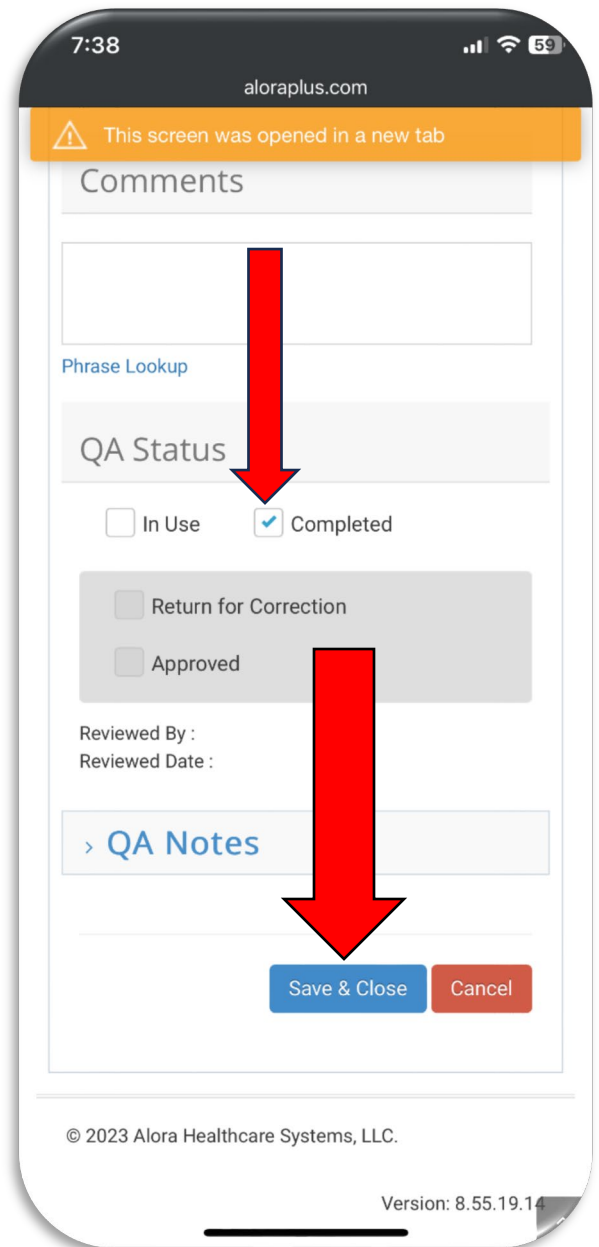 7:38
59
aloraplus.com
This screen was opened in a new tab
Comments
Phrase Lookup
QA Status
In Use Completed
Return for Correction
Approved
Reviewed By :
Reviewed Date :
› QA Notes
Save & Close Cancel
© 2023 Alora Healthcare Systems, LLC.
Version: 8.55.19.14